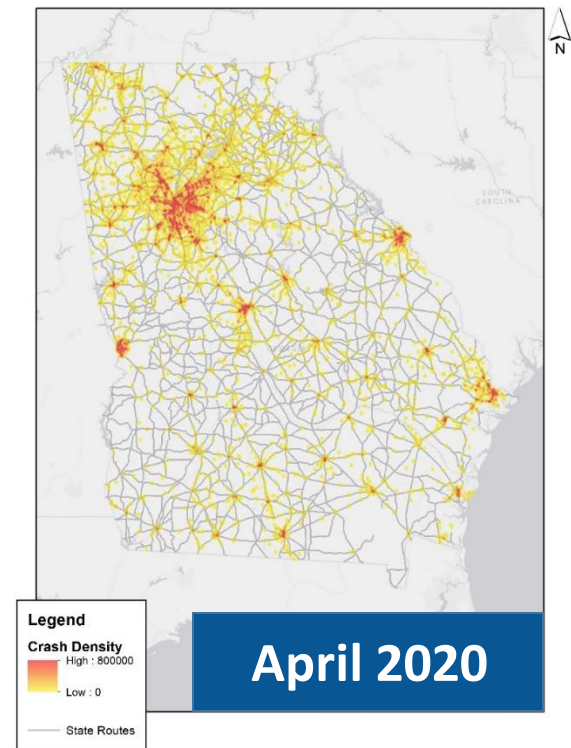 N
SOUTH
CAROLINA
Legend
Crash Density
High : 800000
Low : 0
State Routes
April 2020